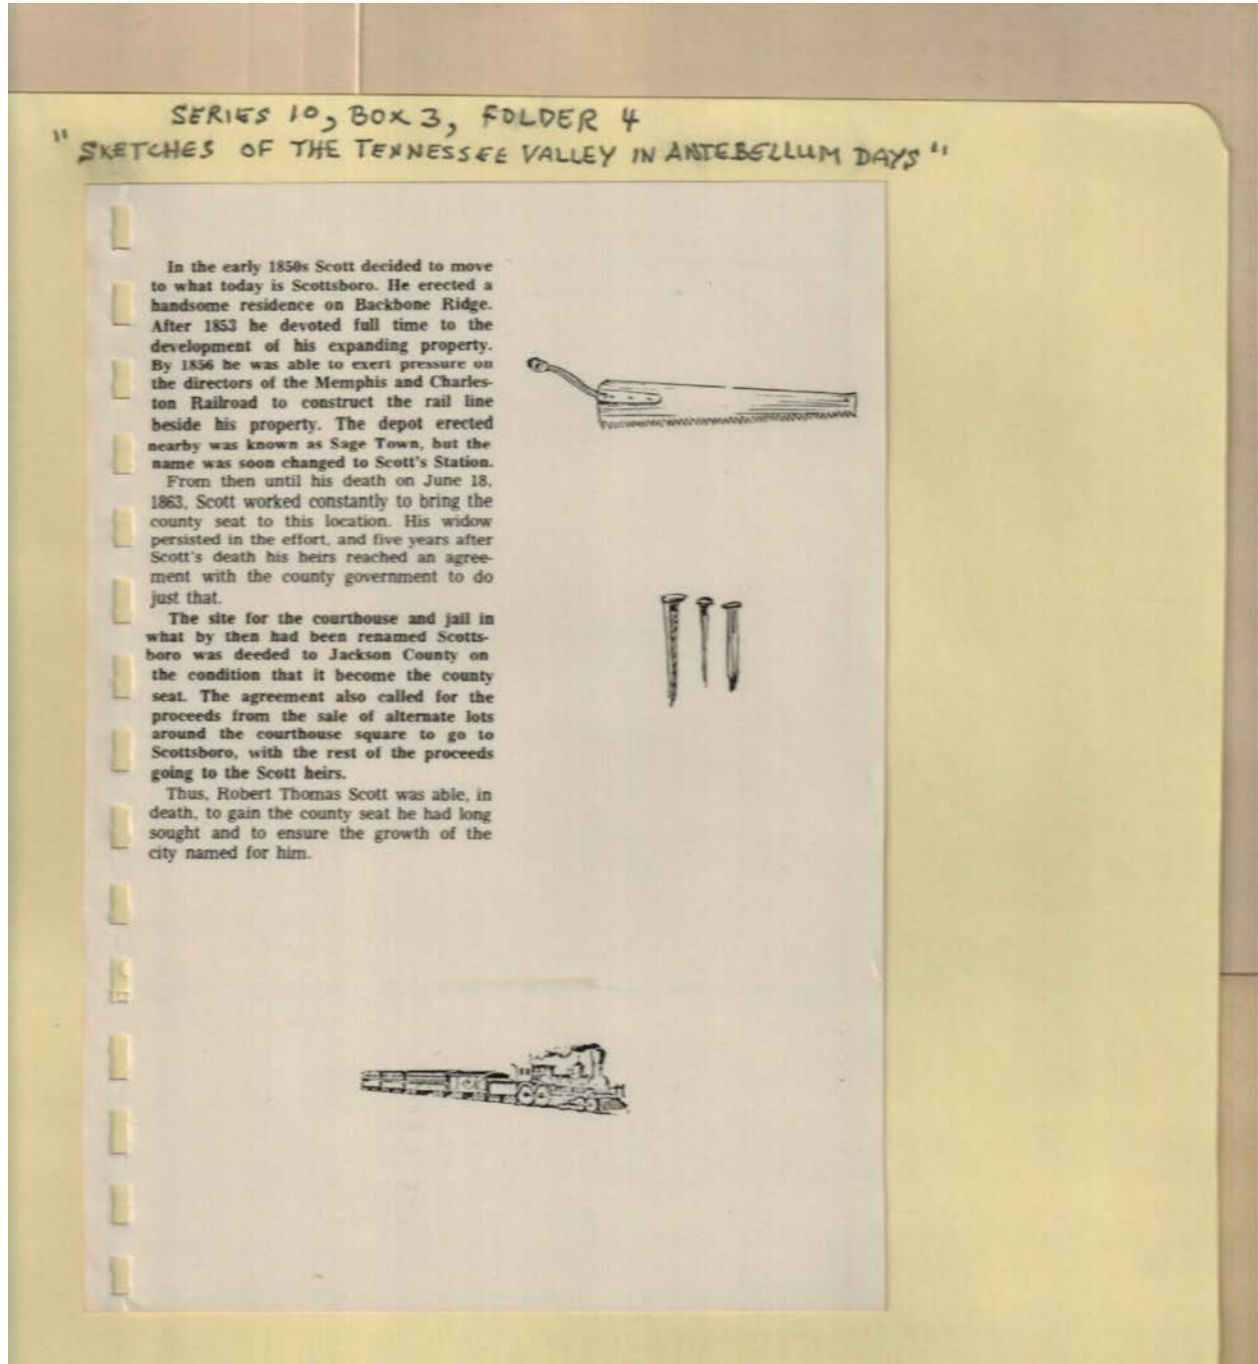 SERIES 10, BOX 3, FOLDER 4
"SKETCHES OF THE TENNESSEE VALLEY IN ANTEBELLUM DAYS"
In the early 1850s Scott decided to move
to what today is Scottsboro. He erected a
handsome residence on Backbone Ridge.
After 1853 he devoted full time to the
development of his expanding property.
By 1856 he was able to exert pressure on
the directors of the Memphis and Charles-
ton Railroad to construct the rail line
beside his property. The depot erected
nearby was known as Sage Town, but the
name was soon changed to Scott's Station.
From then until his death on June 18,
1863, Scott worked constantly to bring the
county seat to this location. His widow
persisted in the effort, and five years after
Scott's death his heirs reached an agree-
ment with the county government to do
just that.
The site for the courthouse and jail in
what by then had been renamed Scotts-
boro was deeded to Jackson County on
the condition that it become the county
seat. The agreement also called for the
proceeds from the sale of alternate lots
around the courthouse square to go to
Scottsboro, with the rest of the proceeds
going to the Scott heirs.
Thus, Robert Thomas Scott was able, in
death, to gain the county seat he had long
sought and to ensure the growth of the
city named for him.